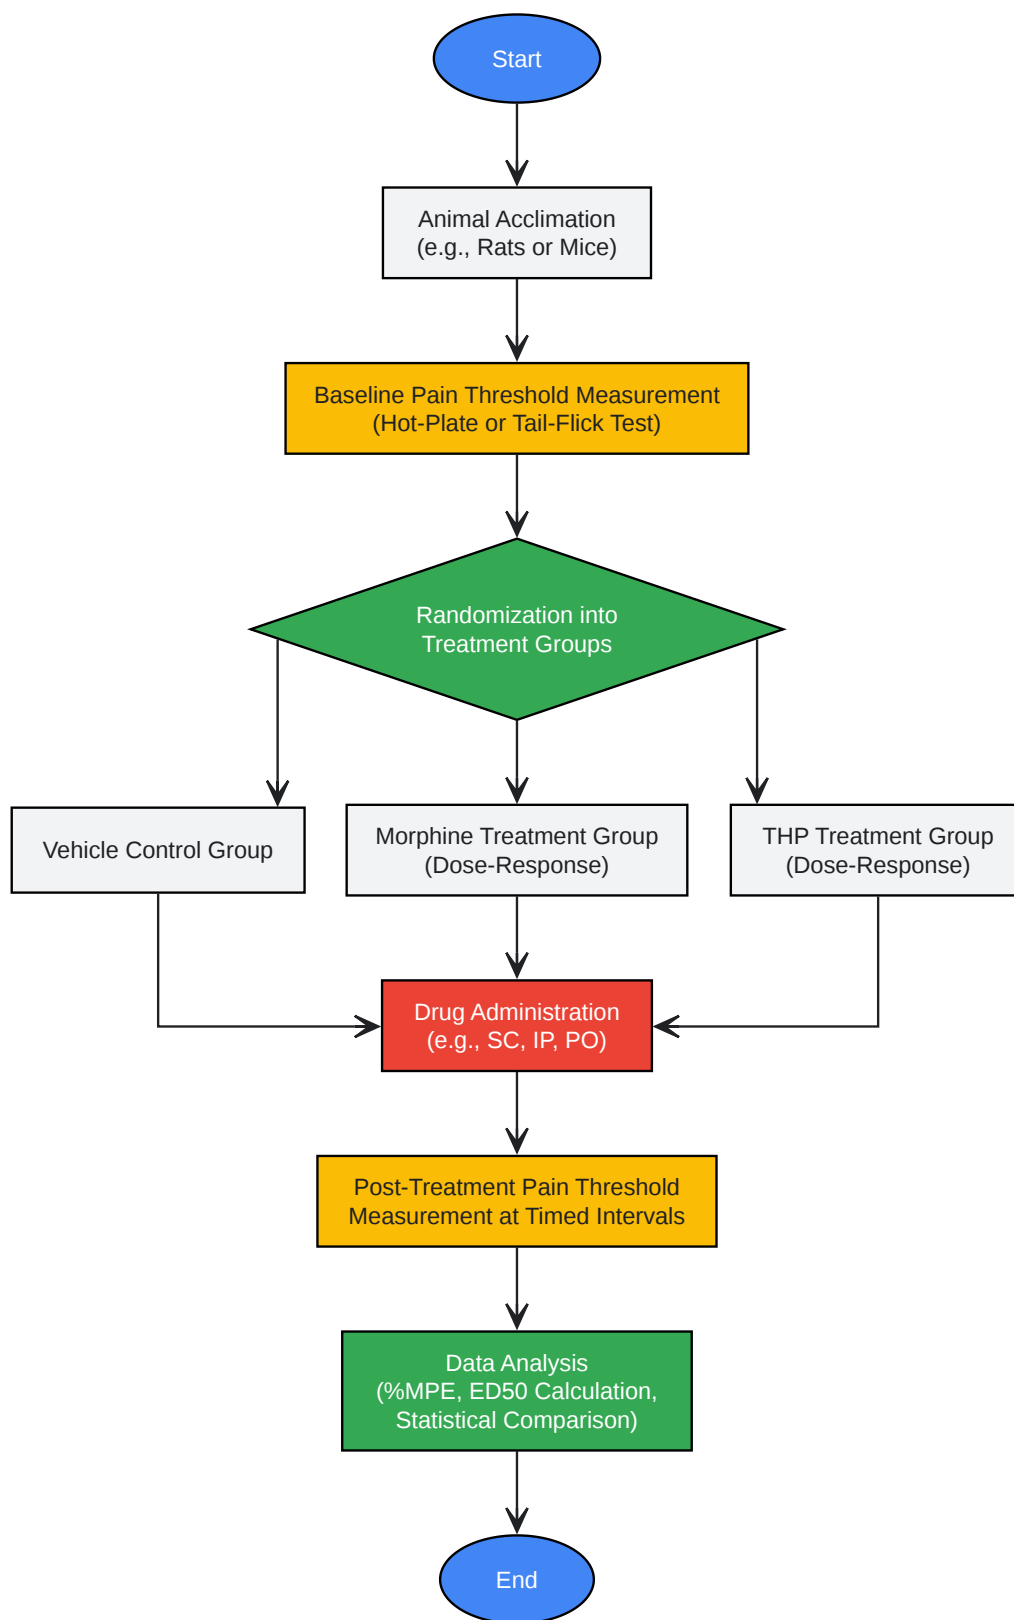 Start
Animal Acclimation
(e.g., Rats or Mice)
Baseline Pain Threshold Measurement
(Hot-Plate or Tail-Flick Test)
Randomization into
Treatment Groups
Vehicle Control Group
Morphine Treatment Group
(Dose-Response)
THP Treatment Group
(Dose-Response)
Drug Administration
(e.g., SC, IP, PO)
Post-Treatment Pain Threshold
Measurement at Timed Intervals
Data Analysis
(%MPE, ED50 Calculation,
Statistical Comparison)
End